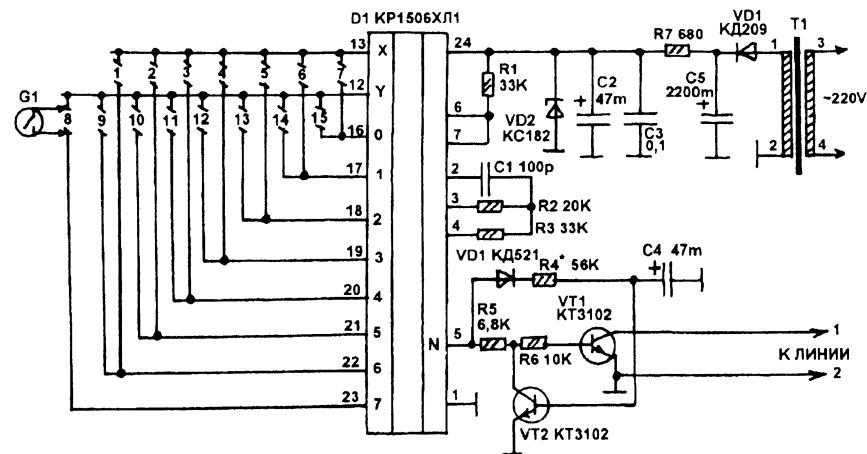 D1 КР1506ХЛ1
13 X 24
1 2 3 4 5 6 7
R1
33K
R7 680
VD1
КД209
T1
1 3
C2
47m
C5
2200m
~220V
G1
12 Y
6
7
VD2
КС182
C3
0,1
2 4
8 9 10 11 12 13 14 15
16 0
17 1
2 C1 100p
18 2
3 R2 20K
4 R3 33K
19 3
VD1 КД521
R4* 56K
C4 47m
20 4
VT1
КТ3102
R5
6,8K
21 5
N 5
1
R6 10K
К ЛИНИИ
22 6
2
23 7
1
VT2 КТ3102